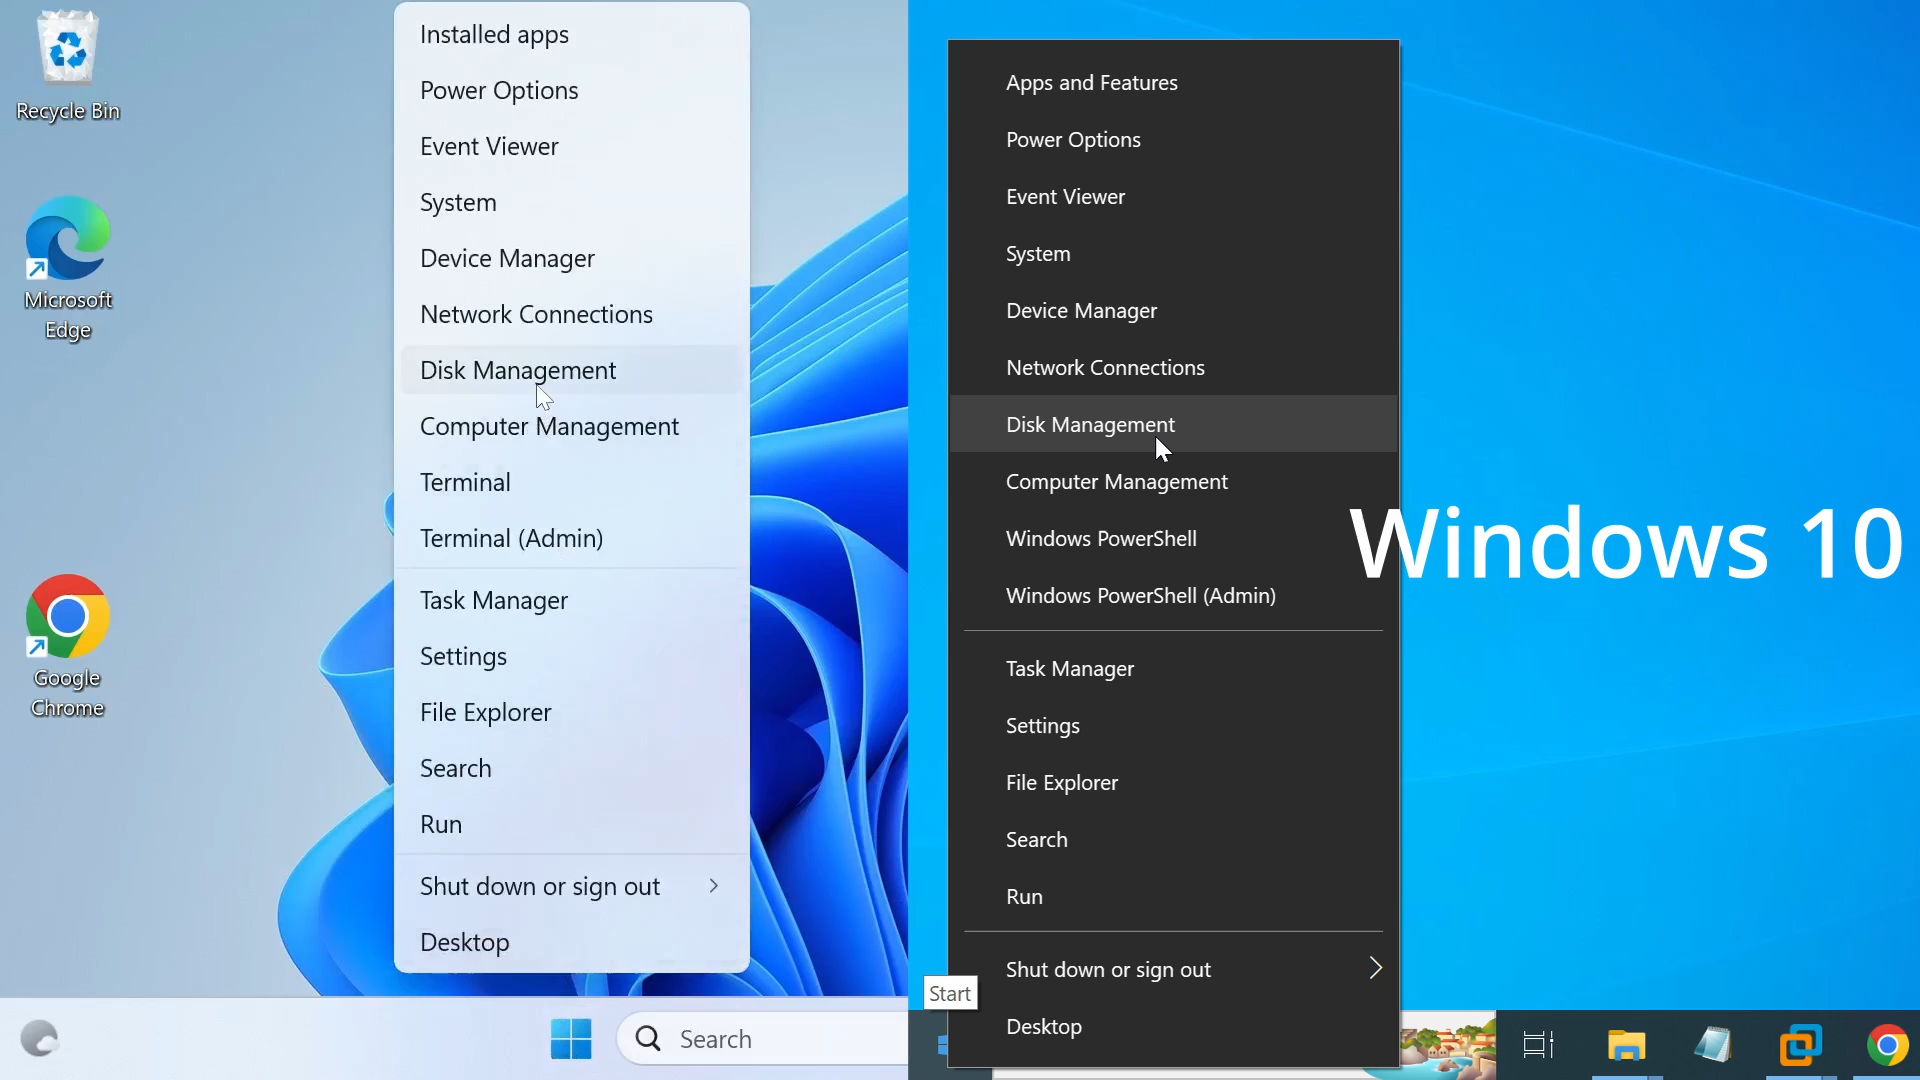 Recycle Bin
Microsoft
Edge
Google
Chrome
Installed apps
Power Options
Event Viewer
System
Device Manager
Network Connections
Disk Management
Computer Management
Terminal
Terminal (Admin)
Task Manager
Settings
File Explorer
Search
Run
Shut down or sign out
Desktop
Search
Apps and Features
Power Options
Event Viewer
System
Device Manager
Network Connections
Disk Management
Computer Management
Windows PowerShell
Windows PowerShell (Admin)
Task Manager
Settings
File Explorer
Search
Run
Shut down or sign out
Desktop
Start
Windows 10